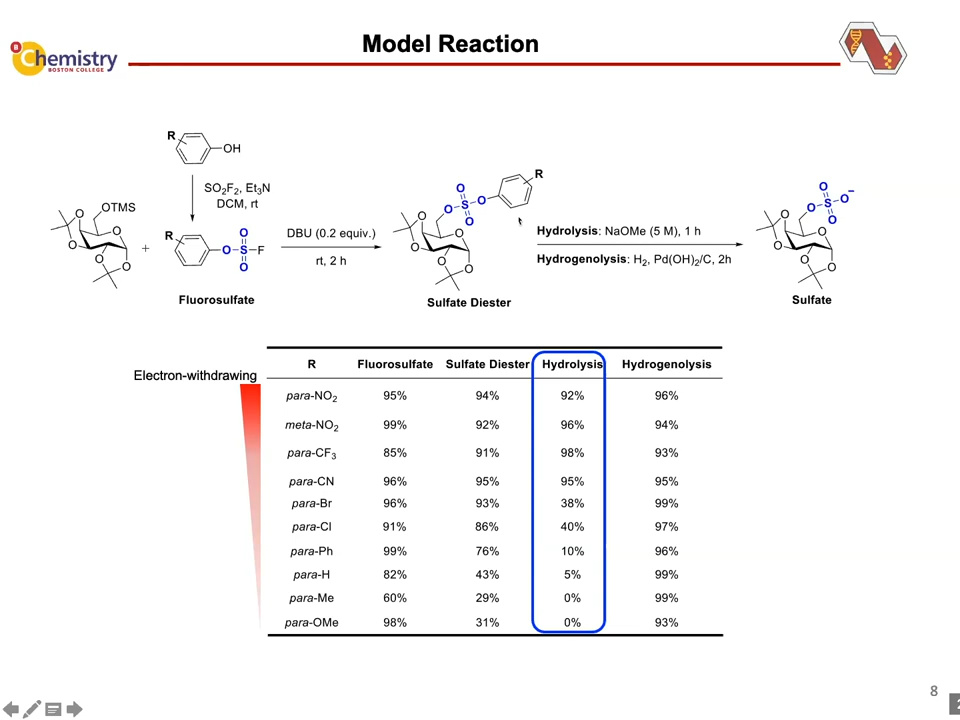 Model Reaction
B
Chemistry
BOSTON COLLEGE
R
OH
SO2F2, Et3N
DCM, rt
OTMS
O
O
O
O
O
+
R
O
O
S
F
O
Fluorosulfate
DBU (0.2 equiv.)
rt, 2 h
R
O
O
S
O
O
O
O
O
O
O
Sulfate Diester
Hydrolysis: NaOMe (5 M), 1 h
Hydrogenolysis: H2, Pd(OH)2/C, 2h
O
O
S
O−
O
O
O
O
O
O
Sulfate
Electron-withdrawing
R Fluorosulfate Sulfate Diester Hydrolysis Hydrogenolysis
para-NO2 95% 94% 92% 96%
meta-NO2 99% 92% 96% 94%
para-CF3 85% 91% 98% 93%
para-CN 96% 95% 95% 95%
para-Br 96% 93% 38% 99%
para-Cl 91% 86% 40% 97%
para-Ph 99% 76% 10% 96%
para-H 82% 43% 5% 99%
para-Me 60% 29% 0% 99%
para-OMe 98% 31% 0% 93%
8